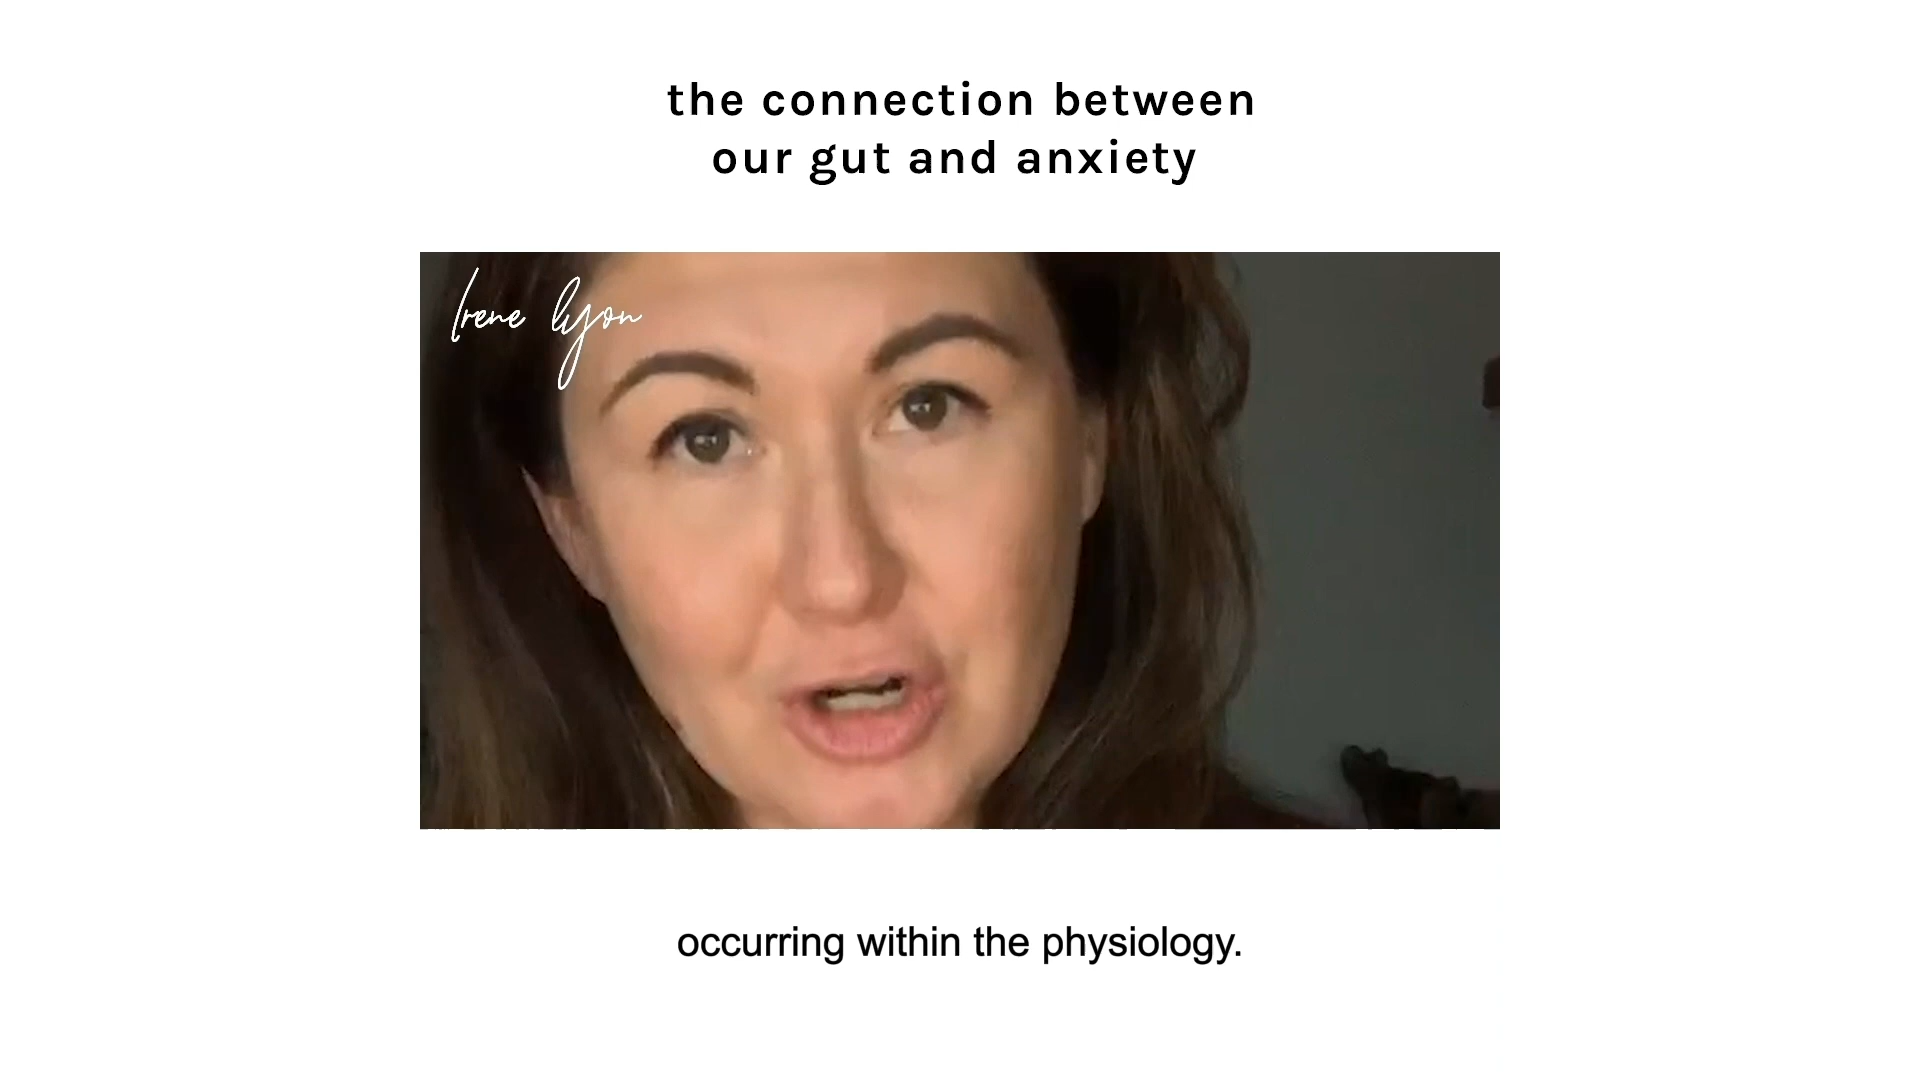 the connection between
our gut and anxiety
Irene lyon
occurring within the physiology.